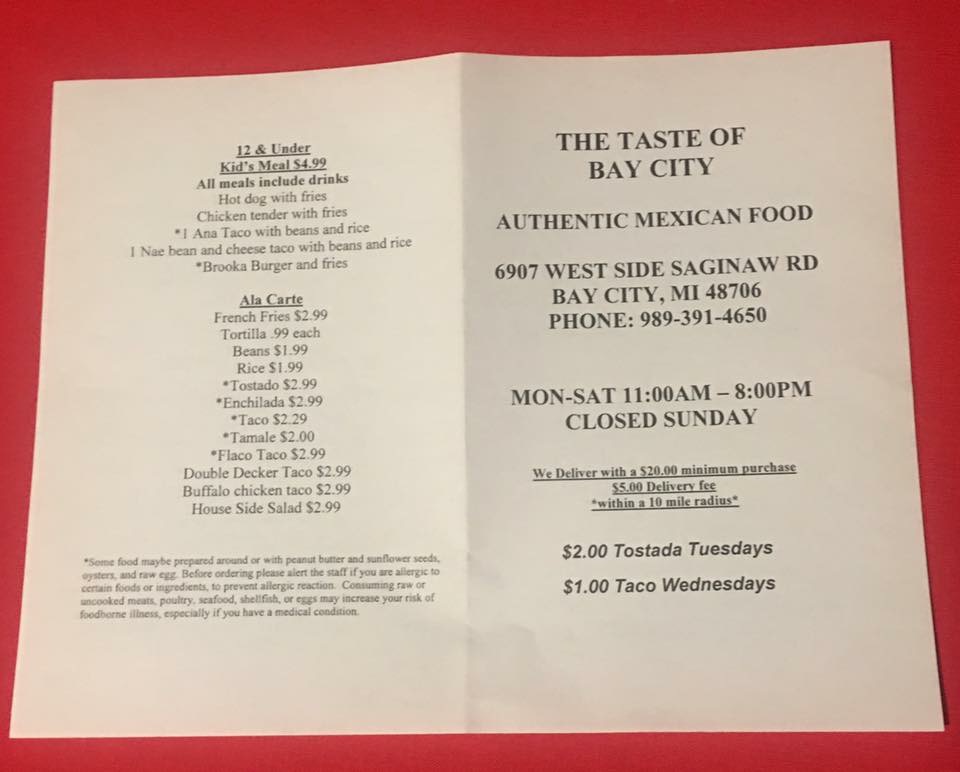 12 & Under
Kid's Meal $4.99
All meals include drinks
Hot dog with fries
Chicken tender with fries
*1 Ana Taco with beans and rice
1 Nae bean and cheese taco with beans and rice
*Brooka Burger and fries
Ala Carte
French Fries $2.99
Tortilla .99 each
Beans $1.99
Rice $1.99
*Tostado $2.99
*Enchilada $2.99
*Taco $2.29
*Tamale $2.00
*Flaco Taco $2.99
Double Decker Taco $2.99
Buffalo chicken taco $2.99
House Side Salad $2.99
*Some food maybe prepared around or with peanut butter and sunflower seeds,
oysters, and raw egg. Before ordering please alert the staff if you are allergic to
certain foods or ingredients, to prevent allergic reaction. Consuming raw or
uncooked meats, poultry, seafood, shellfish, or eggs may increase your risk of
foodborne illness, especially if you have a medical condition.
THE TASTE OF
BAY CITY
AUTHENTIC MEXICAN FOOD
6907 WEST SIDE SAGINAW RD
BAY CITY, MI 48706
PHONE: 989-391-4650
MON-SAT 11:00AM – 8:00PM
CLOSED SUNDAY
We Deliver with a $20.00 minimum purchase
$5.00 Delivery fee
*within a 10 mile radius*
$2.00 Tostada Tuesdays
$1.00 Taco Wednesdays